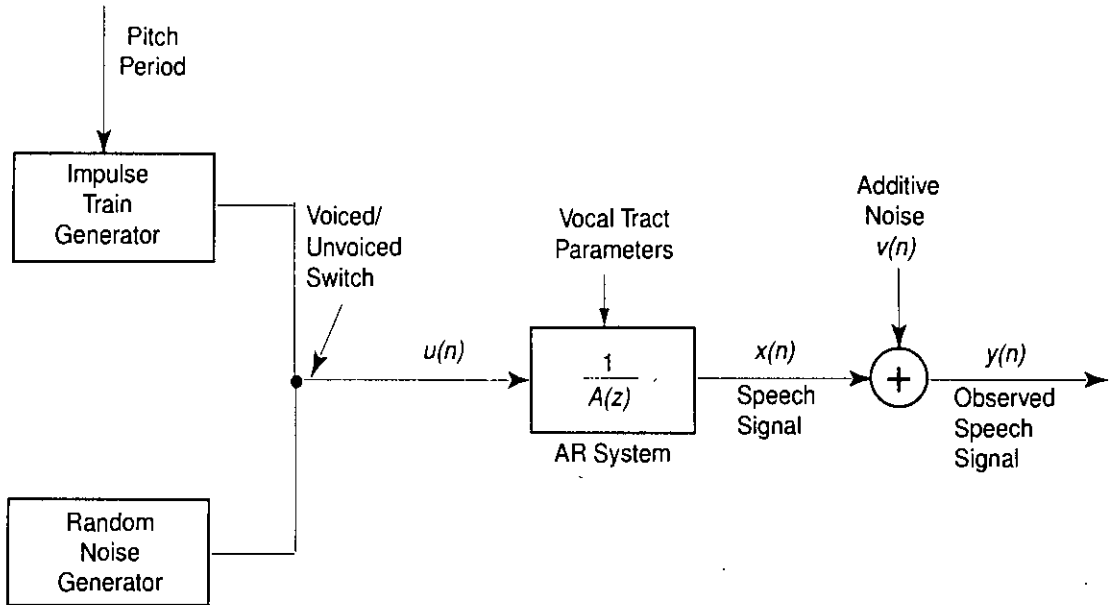 Pitch
Period
Impulse
Train
Generator
Voiced/
Unvoiced
Switch
Vocal Tract
Parameters
Additive
Noise
v(n)
u(n)
1
A(z)
AR System
x(n)
Speech
Signal
+
y(n)
Observed
Speech
Signal
Random
Noise
Generator